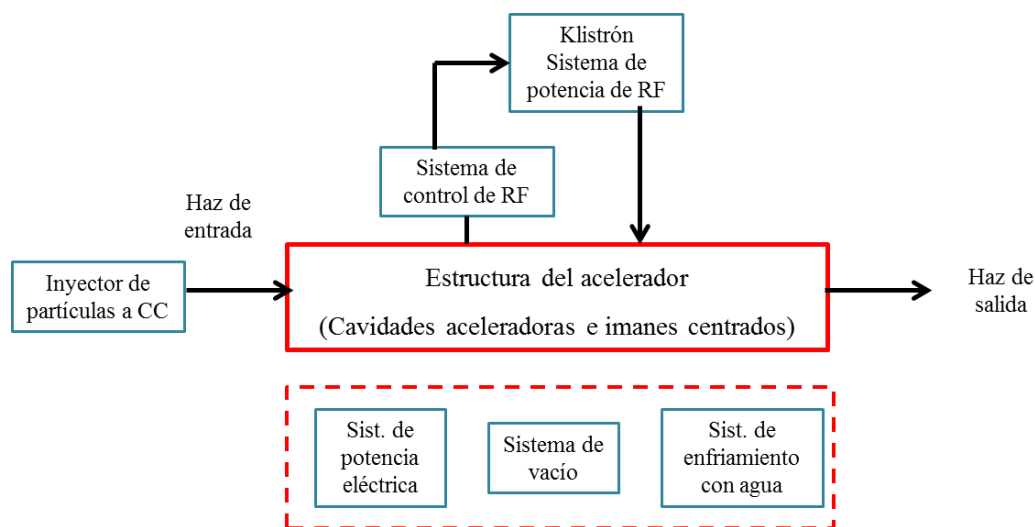 Klistrón
Sistema de
potencia de RF
Sistema de
control de RF
Haz de
entrada
Inyector de
partículas a CC
Estructura del acelerador
(Cavidades aceleradoras e imanes centrados)
Haz de
salida
Sist. de
potencia
eléctrica
Sistema de
vacío
Sist. de
enfriamiento
con agua